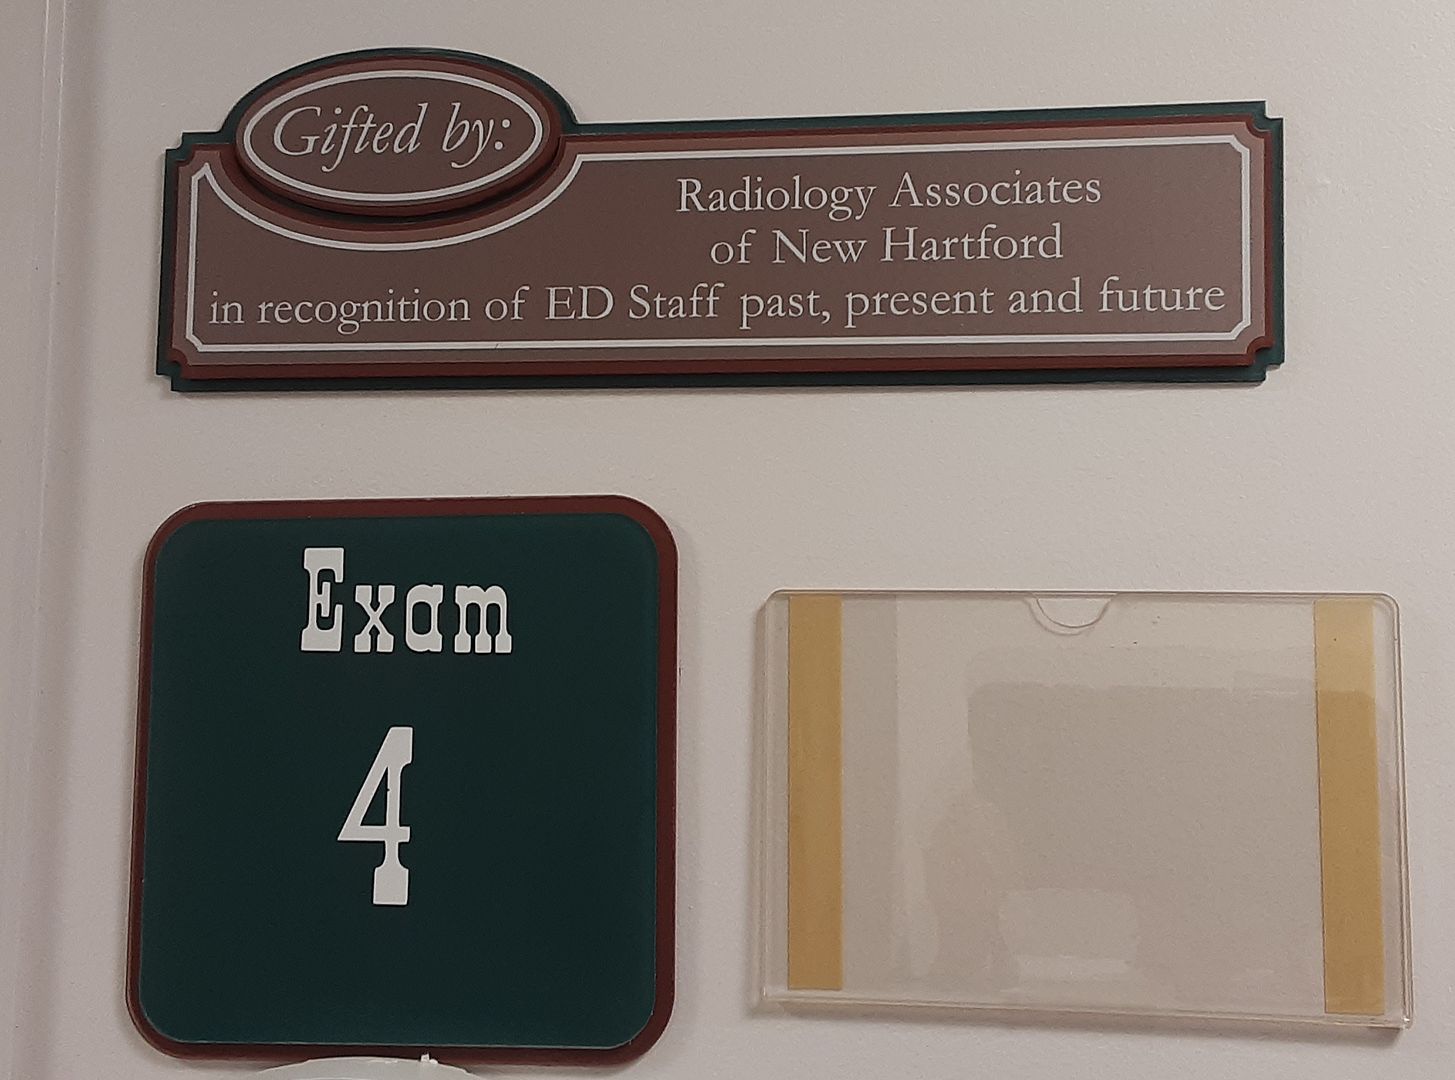 Gifted by:
Radiology Associates
of New Hartford
in recognition of ED Staff past, present and future
Exam
4